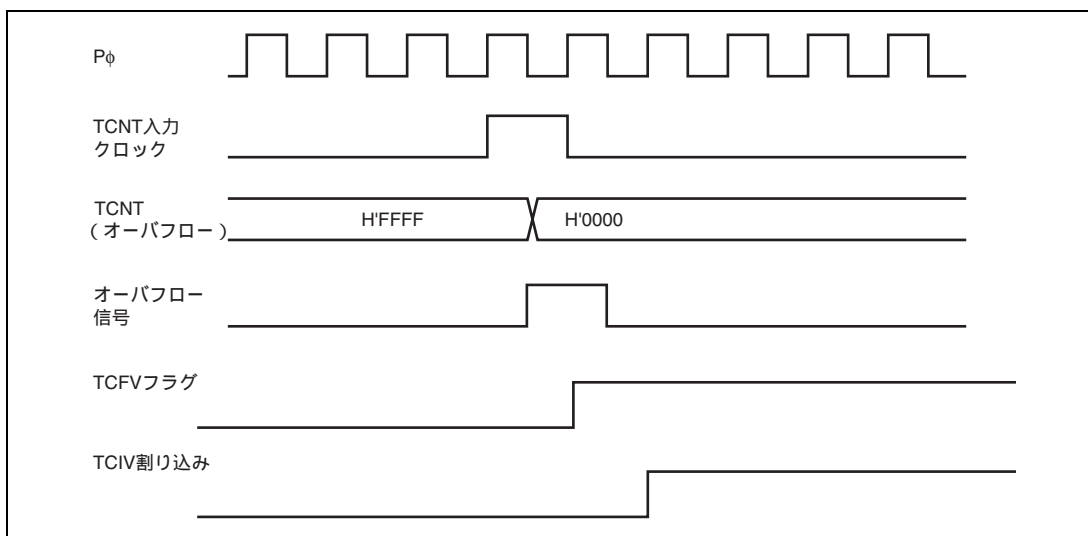 Pφ
TCNT入力
クロック
TCNT
(オーバフロー)
H'FFFF
H'0000
オーバフロー
信号
TCFVフラグ
TCIV割り込み